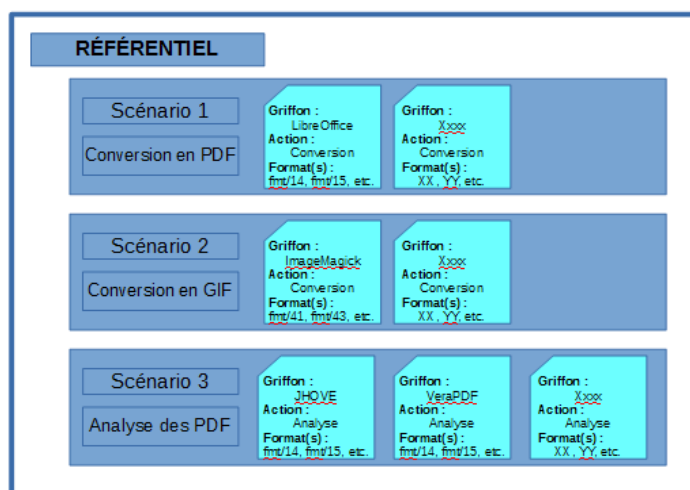 RÉFÉRENTIEL
Scénario 1
Conversion en PDF
Griffon :
LibreOffice
Action :
Conversion
Format(s) :
fmt/14, fmt/15, etc.
Griffon :
Xxxx
Action :
Conversion
Format(s) :
XX , YY, etc.
Scénario 2
Conversion en GIF
Griffon :
ImageMagick
Action :
Conversion
Format(s) :
fmt/41, fmt/43, etc.
Griffon :
Xxxx
Action :
Conversion
Format(s) :
XX , YY, etc.
Scénario 3
Analyse des PDF
Griffon :
JHOVE
Action :
Analyse
Format(s) :
fmt/14, fmt/15, etc.
Griffon :
VeraPDF
Action :
Analyse
Format(s) :
fmt/14, fmt/15, etc.
Griffon :
Xxxx
Action :
Analyse
Format(s) :
XX , YY, etc.